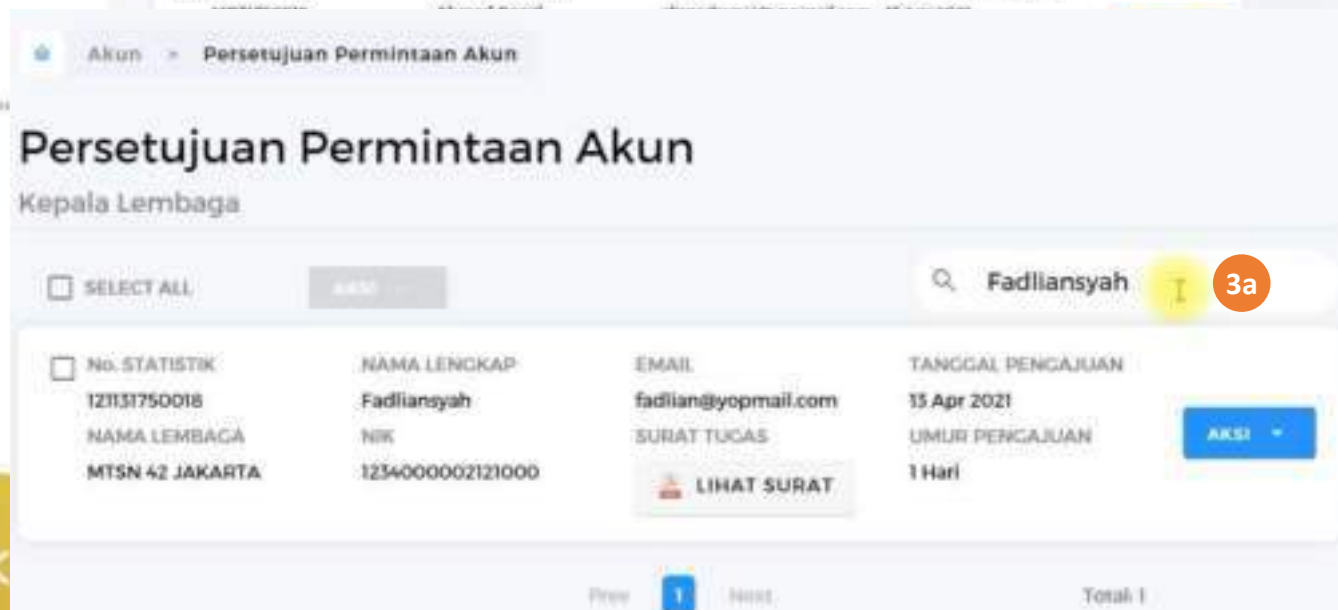 Akun > Persetujuan Permintaan Akun
Persetujuan Permintaan Akun
Kepala Lembaga
SELECT ALL
AKSI
Fadliansyah
3a
No. STATISTIK NAMA LENGKAP EMAIL TANGGAL PENGAJUAN
121131750018 Fadliansyah fadlian@yopmail.com 13 Apr 2021
NAMA LEMBAGA NIK SURAT TUGAS UMUR PENGAJUAN
MTSN 42 JAKARTA 1234000002121000 LIHAT SURAT 1 Hari
AKSI
Prev 1 Next Total: 1